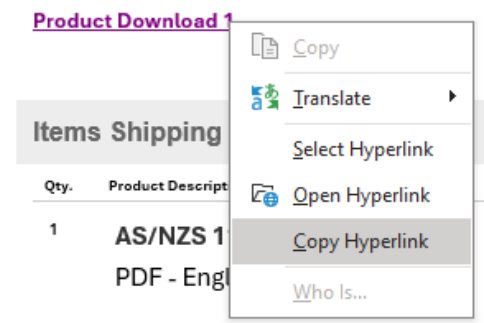 Product Download 1
Copy
Translate
Items Shipping
Select Hyperlink
Qty. Product Descript
Open Hyperlink
1 AS/NZS 1
Copy Hyperlink
PDF - Engl
Who Is...